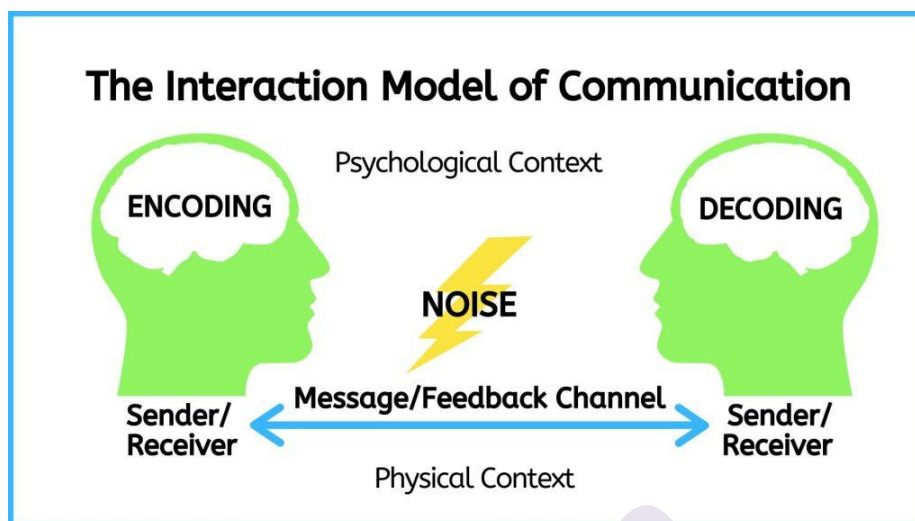 The Interaction Model of Communication
Psychological Context
ENCODING
DECODING
NOISE
Message/Feedback Channel
Sender/
Receiver
Sender/
Receiver
Physical Context